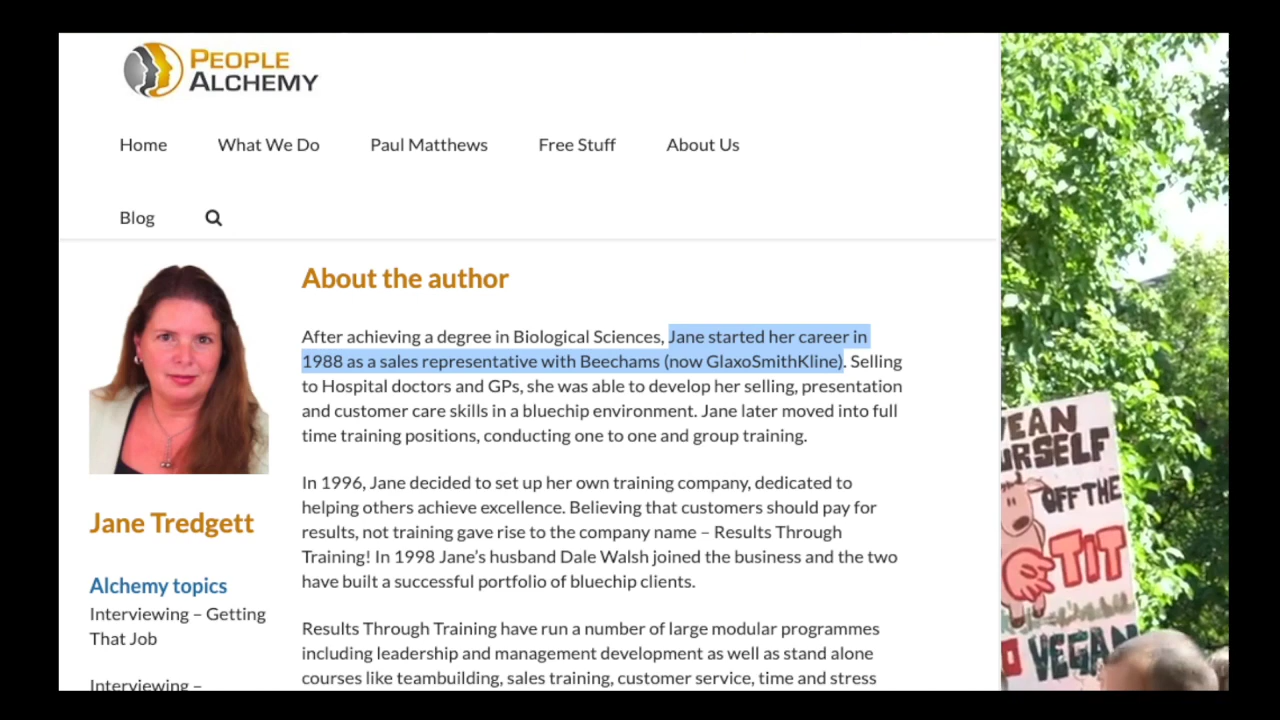 PEOPLE
ALCHEMY
Home
What We Do
Paul Matthews
Free Stuff
About Us
Blog
About the author
After achieving a degree in Biological Sciences, Jane started her career in
1988 as a sales representative with Beechams (now GlaxoSmithKline). Selling
to Hospital doctors and GPs, she was able to develop her selling, presentation
and customer care skills in a bluechip environment. Jane later moved into full
time training positions, conducting one to one and group training.
In 1996, Jane decided to set up her own training company, dedicated to
helping others achieve excellence. Believing that customers should pay for
results, not training gave rise to the company name – Results Through
Training! In 1998 Jane's husband Dale Walsh joined the business and the two
have built a successful portfolio of bluechip clients.
Results Through Training have run a number of large modular programmes
including leadership and management development as well as stand alone
courses like teambuilding, sales training, customer service, time and stress
Jane Tredgett
Alchemy topics
Interviewing – Getting
That Job
Interviewing –
OFF THE
TIT
VEGAN